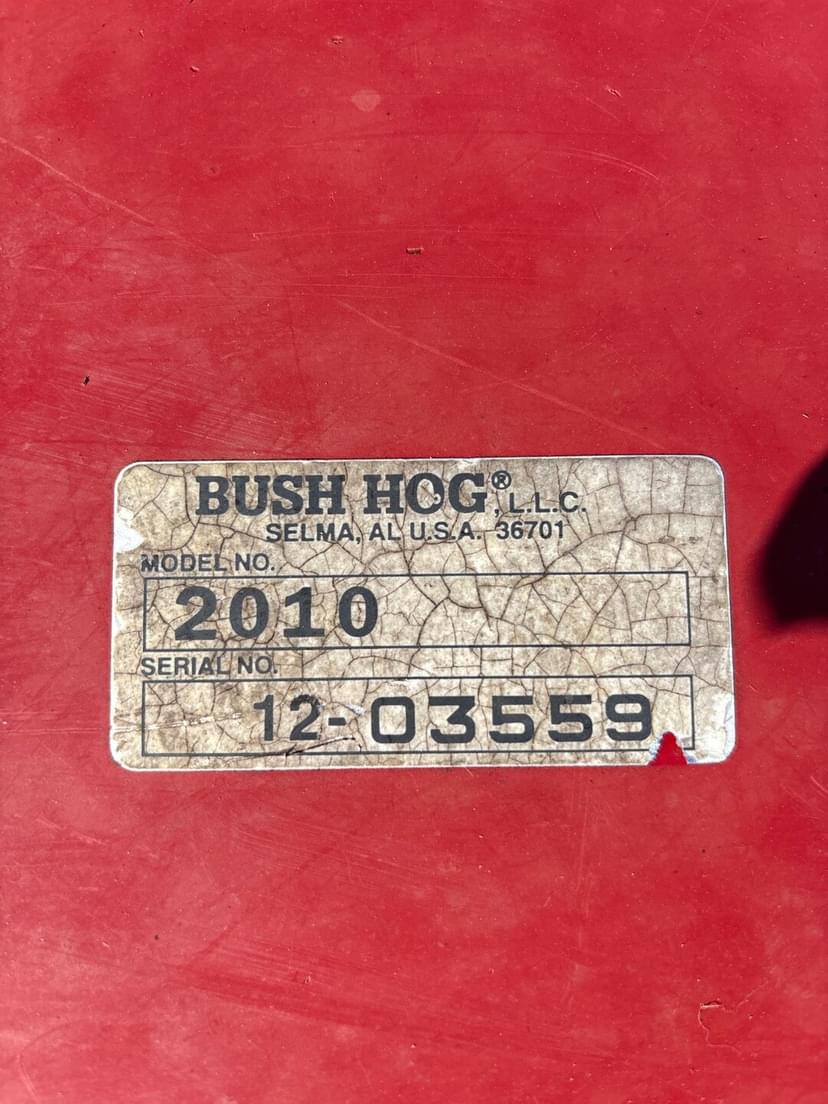 BUSH HOG®, L.L.C.
SELMA, AL U.S.A. 36701
MODEL NO.
2010
SERIAL NO.
12-03559